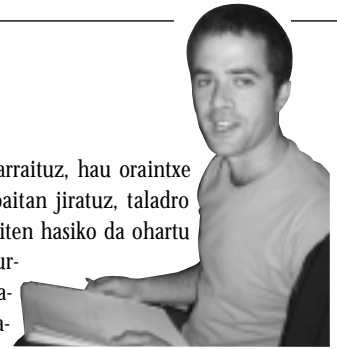 arraituz, hau oraintxe
baitan jiratuz, taladro
iten hasiko da ohartu
ur-
a-
a-